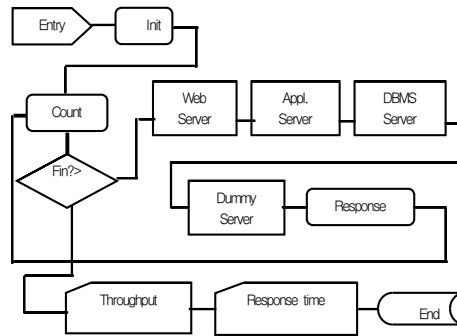 Entry
Init
Count
Web
Server
Appl.
Server
DBMS
Server
Fin?>
Dummy
Server
Response
Throughput
Response time
End